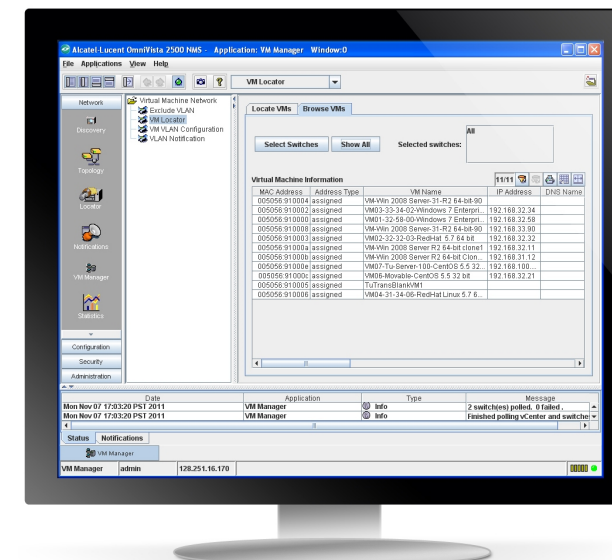 Alcatel-Lucent OmniVista 2500 NMS - Application: VM Manager Window:0
File Applications View Help
VM Locator
Network
Discovery
Topology
Locator
Notifications
VM Manager
Statistics
Configuration
Security
Administration
Virtual Machine Network
Exclude VLAN
VM Locator
VM VLAN Configuration
VLAN Notification
Locate VMs Browse VMs
Select Switches Show All Selected switches: All
Virtual Machine Information 11/11
MAC Address Address Type VM Name IP Address DNS Name
005056:910004 assigned VM-Win 2008 Server-31-R2 64-bit-90
005056:910002 assigned VM03-33-34-02-Windows 7 Enterpri... 192.168.32.34
005056:910000 assigned VM01-32-58-00-Windows 7 Enterpri... 192.168.32.58
005056:910008 assigned VM-Win 2008 Server-31-R2 64-bit-90 192.168.33.90
005056:910003 assigned VM02-32-32-03-RedHat 5.7 64 bit 192.168.32.32
005056:91000a assigned VM-Win 2008 Server R2 64-bit clone1 192.168.32.11
005056:91000b assigned VM-Win 2008 Server R2 64-bit Clon... 192.168.31.12
005056:91000e assigned VM07-Tu-Server-100-CentOS 5.5 32... 192.168.100....
005056:91000c assigned VM06-Movable-CentOS 5.5 32 bit 192.168.32.21
005056:910005 assigned TuTransBlankVM1
005056:910006 assigned VM04-31-34-06-RedHat Linux 5.7 6...
Date Application Type Message
Mon Nov 07 17:03:20 PST 2011 VM Manager Info 2 switch(es) polled. 0 failed .
Mon Nov 07 17:03:20 PST 2011 VM Manager Info Finished polling vCenter and switche
Status Notifications
VM Manager
VM Manager admin 128.251.16.170